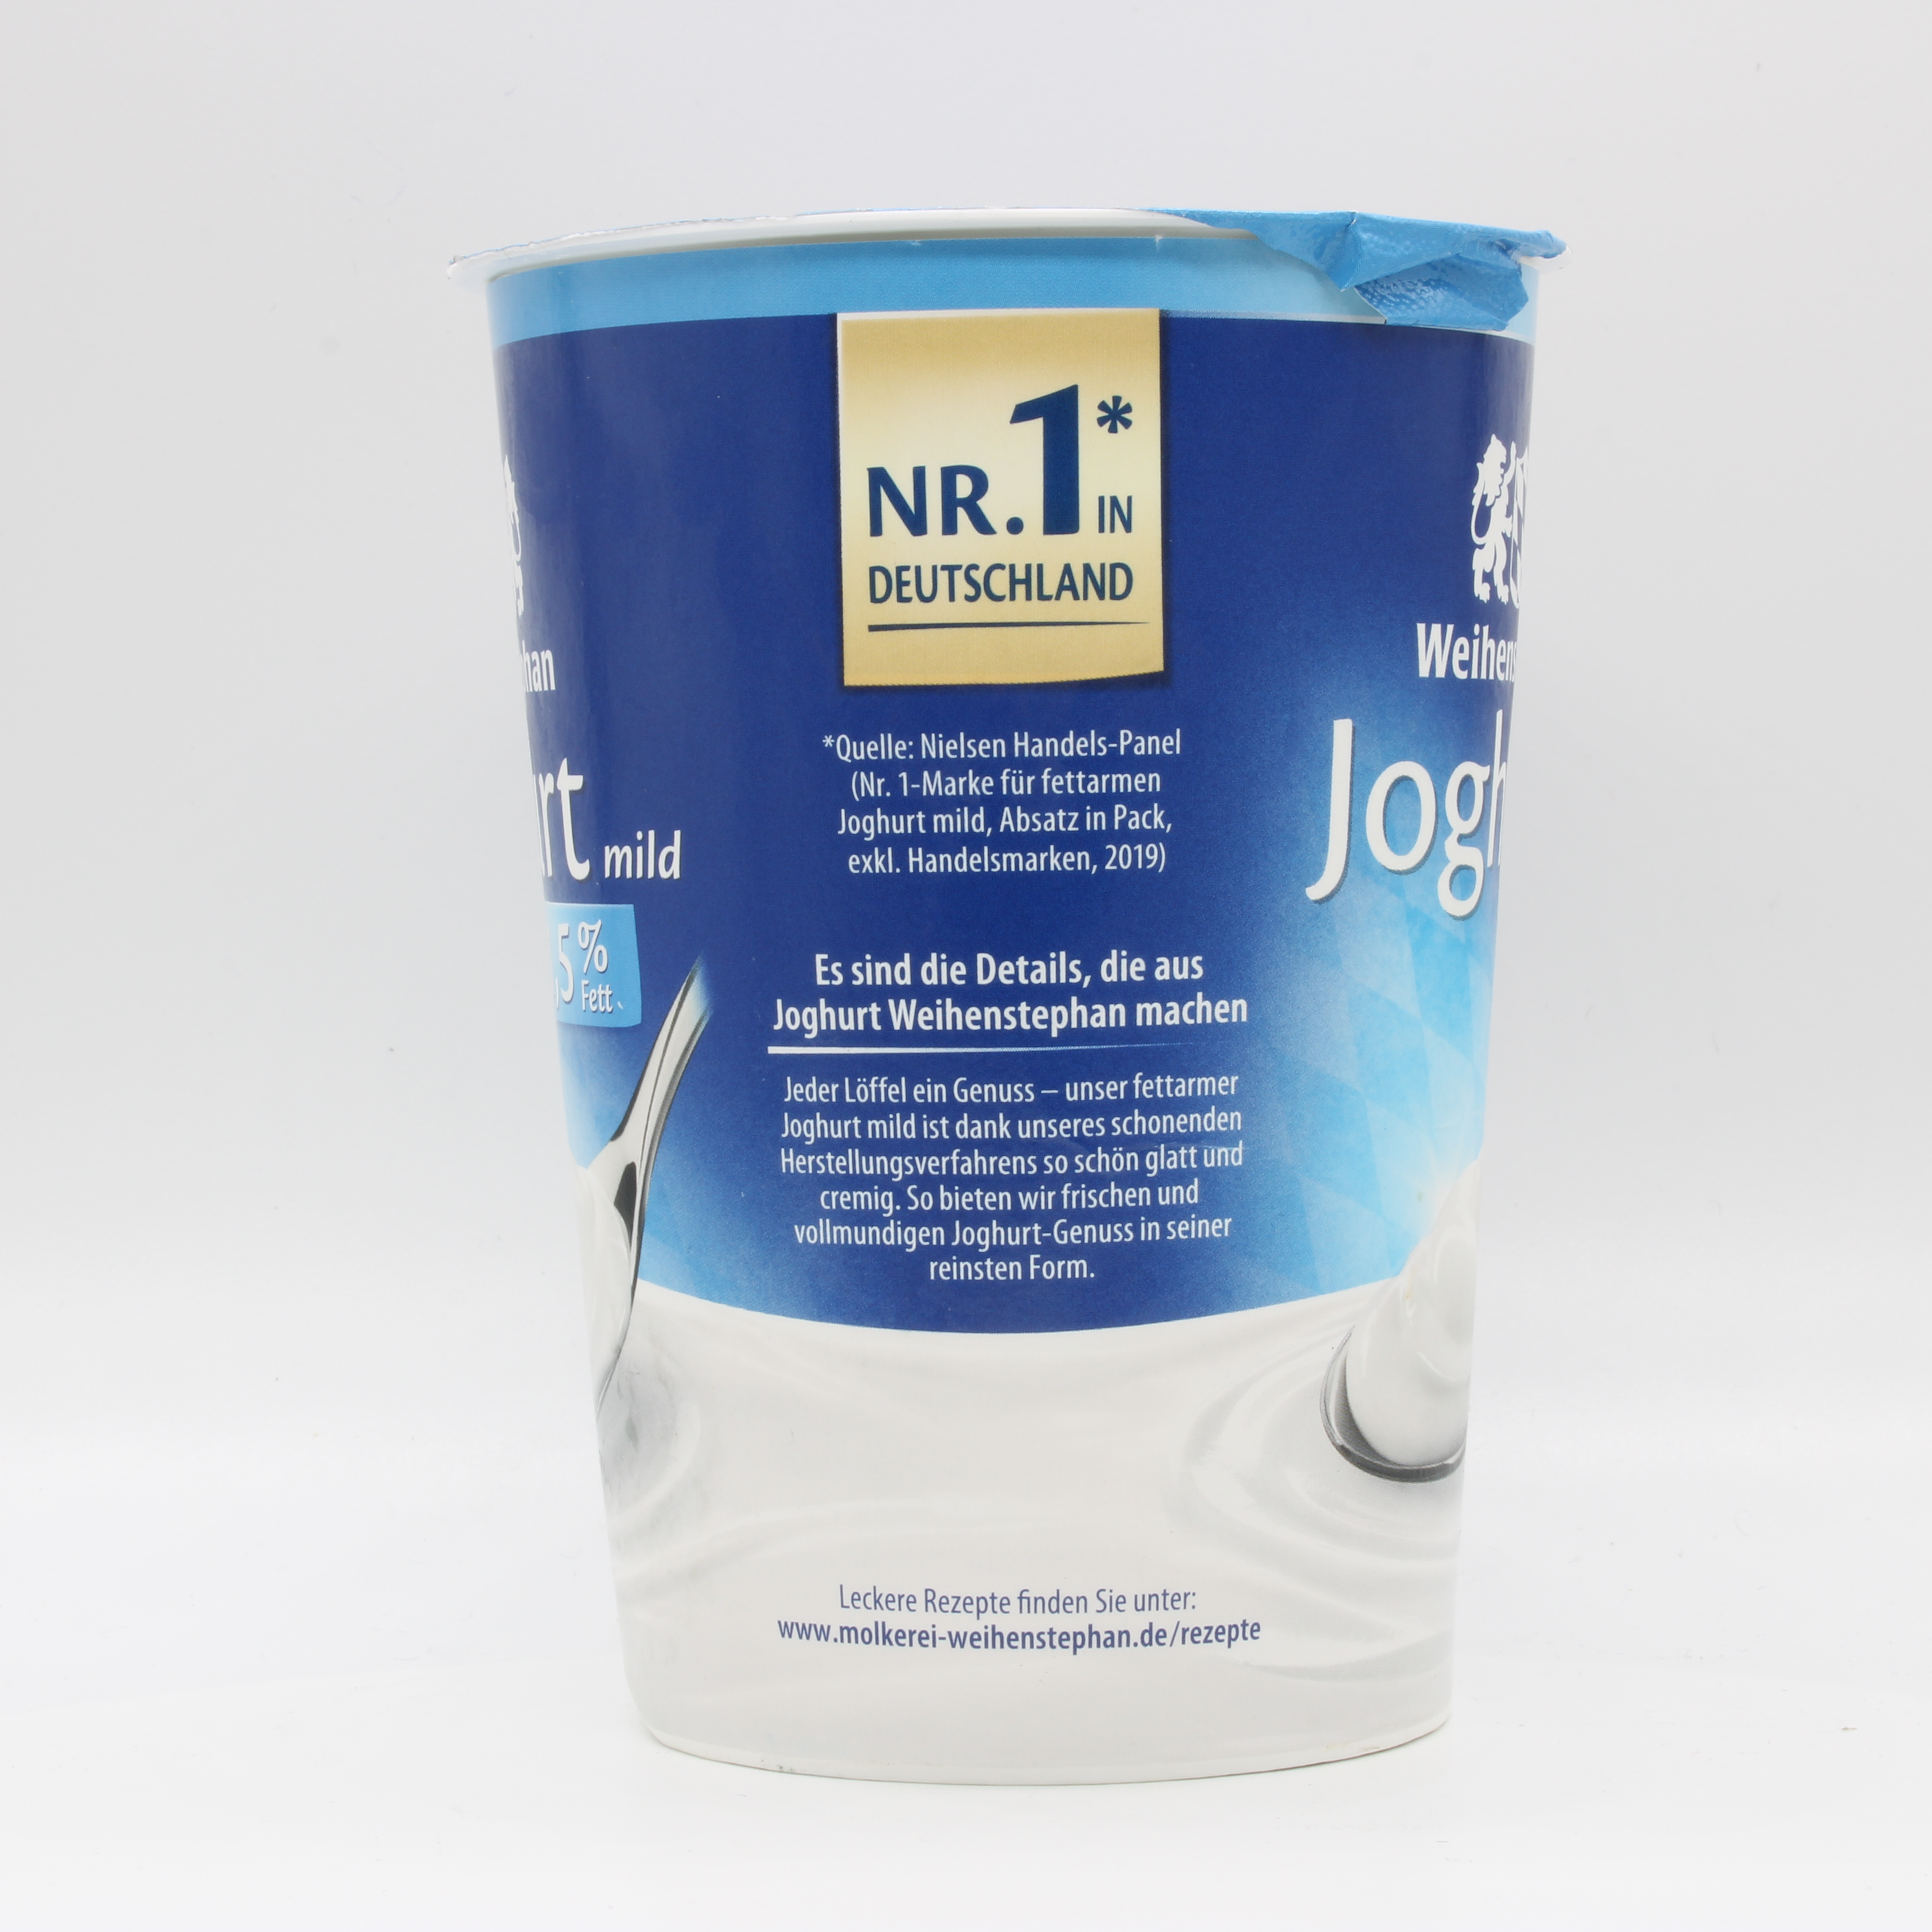 NR. 1* IN
DEUTSCHLAND
*Quelle: Nielsen Handels-Panel
(Nr. 1-Marke für fettarmen
Joghurt mild, Absatz in Pack,
exkl. Handelsmarken, 2019)
Es sind die Details, die aus
Joghurt Weihenstephan machen
Jeder Löffel ein Genuss – unser fettarmer
Joghurt mild ist dank unseres schonenden
Herstellungsverfahrens so schön glatt und
cremig. So bieten wir frischen und
vollmundigen Joghurt-Genuss in seiner
reinsten Form.
Leckere Rezepte finden Sie unter:
www.molkerei-weihenstephan.de/rezepte
han
rt mild
,5 %
Fett
Weihen
Jogh